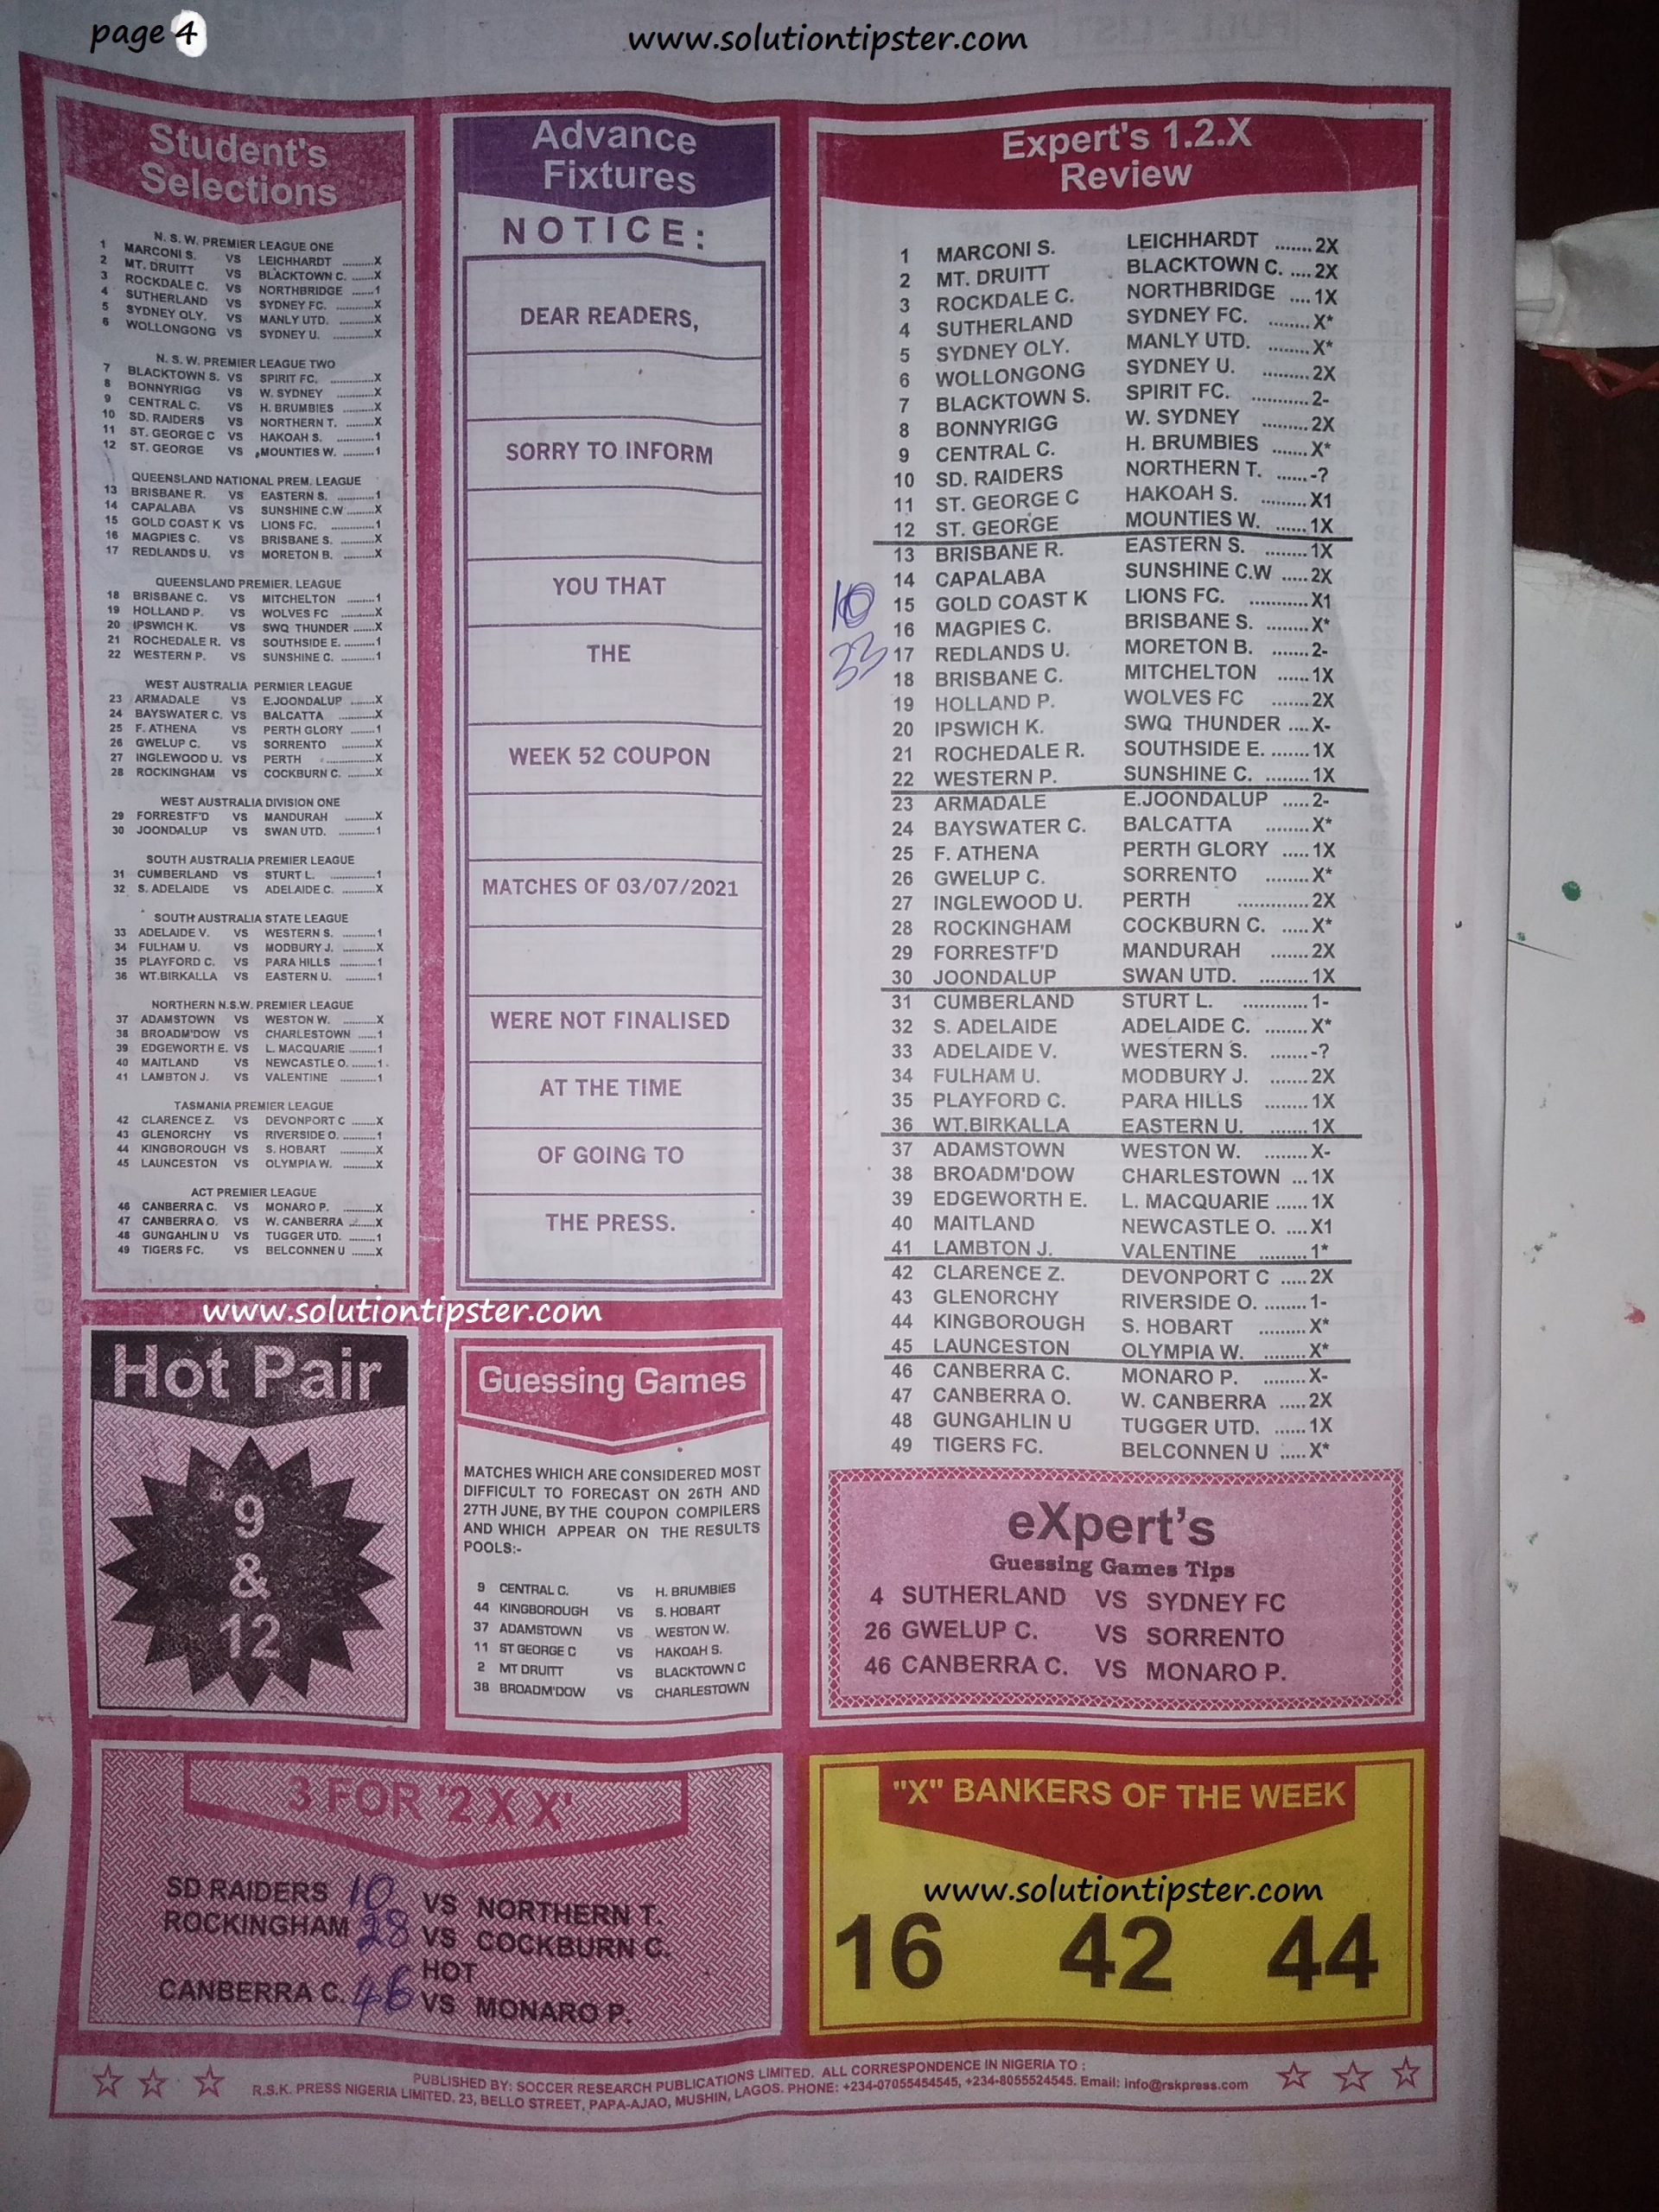 page 4
www.solutiontipster.com
Student's
Selections
N. S. W. PREMIER LEAGUE ONE
1 MARCONI S. VS LEICHHARDT .........X
2 MT. DRUITT VS BLACKTOWN C. ......X
3 ROCKDALE C. VS NORTHBRIDGE ......1
4 SUTHERLAND VS SYDNEY FC. .........X
5 SYDNEY OLY. VS MANLY UTD. .........X
6 WOLLONGONG VS SYDNEY U. .........X
N. S. W. PREMIER LEAGUE TWO
7 BLACKTOWN S. VS SPIRIT FC. ............X
8 BONNYRIGG VS W. SYDNEY .........X
9 CENTRAL C. VS H. BRUMBIES .........X
10 SD. RAIDERS VS NORTHERN T. .........X
11 ST. GEORGE C VS HAKOAH S. .........1
12 ST. GEORGE VS MOUNTIES W. .........1
QUEENSLAND NATIONAL PREM. LEAGUE
13 BRISBANE R. VS EASTERN S. .........1
14 CAPALABA VS SUNSHINE C.W .......X
15 GOLD COAST K VS LIONS FC. ............1
16 MAGPIES C. VS BRISBANE S. .........X
17 REDLANDS U. VS MORETON B. .........X
QUEENSLAND PREMIER. LEAGUE
18 BRISBANE C. VS MITCHELTON .........1
19 HOLLAND P. VS WOLVES FC .........X
20 IPSWICH K. VS SWQ THUNDER ......X
21 ROCHEDALE R. VS SOUTHSIDE E. .........1
22 WESTERN P. VS SUNSHINE C. .........1
WEST AUSTRALIA PERMIER LEAGUE
23 ARMADALE VS E.JOONDALUP .......X
24 BAYSWATER C. VS BALCATTA .........X
25 F. ATHENA VS PERTH GLORY .......1
26 GWELUP C. VS SORRENTO .........X
27 INGLEWOOD U. VS PERTH ............X
28 ROCKINGHAM VS COCKBURN C. .......X
WEST AUSTRALIA DIVISION ONE
29 FORRESTF'D VS MANDURAH .........X
30 JOONDALUP VS SWAN UTD. .........1
SOUTH AUSTRALIA PREMIER LEAGUE
31 CUMBERLAND VS STURT L. ............1
32 S. ADELAIDE VS ADELAIDE C. .........X
SOUTH AUSTRALIA STATE LEAGUE
33 ADELAIDE V. VS WESTERN S. .........1
34 FULHAM U. VS MODBURY J. .........X
35 PLAYFORD C. VS PARA HILLS .........1
36 WT.BIRKALLA VS EASTERN U. .........1
NORTHERN N.S.W. PREMIER LEAGUE
37 ADAMSTOWN VS WESTON W. .........X
38 BROADM'DOW VS CHARLESTOWN .....1
39 EDGEWORTH E. VS L. MACQUARIE ........1
40 MAITLAND VS NEWCASTLE O. ........1
41 LAMBTON J. VS VALENTINE .........1
TASMANIA PREMIER LEAGUE
42 CLARENCE Z. VS DEVONPORT C .......X
43 GLENORCHY VS RIVERSIDE O. .........1
44 KINGBOROUGH VS S. HOBART .........X
45 LAUNCESTON VS OLYMPIA W. .........X
ACT PREMIER LEAGUE
46 CANBERRA C. VS MONARO P. .........X
47 CANBERRA O. VS W. CANBERRA .......X
48 GUNGAHLIN U VS TUGGER UTD. .......1
49 TIGERS FC. VS BELCONNEN U .......X
Advance
Fixtures
NOTICE:
DEAR READERS,
SORRY TO INFORM
YOU THAT
THE
WEEK 52 COUPON
MATCHES OF 03/07/2021
WERE NOT FINALISED
AT THE TIME
OF GOING TO
THE PRESS.
Expert's 1.2.X
Review
1 MARCONI S. LEICHHARDT .......2X
2 MT. DRUITT BLACKTOWN C. ....2X
3 ROCKDALE C. NORTHBRIDGE ....1X
4 SUTHERLAND SYDNEY FC. ........X*
5 SYDNEY OLY. MANLY UTD. ........X*
6 WOLLONGONG SYDNEY U. .........2X
7 BLACKTOWN S. SPIRIT FC. ...........2-
8 BONNYRIGG W. SYDNEY .........2X
9 CENTRAL C. H. BRUMBIES .......X*
10 SD. RAIDERS NORTHERN T. ......-?
11 ST. GEORGE C HAKOAH S. .........X1
12 ST. GEORGE MOUNTIES W. ......1X
13 BRISBANE R. EASTERN S. ........1X
14 CAPALABA SUNSHINE C.W .....2X
10
15 GOLD COAST K LIONS FC. ...........X1
16 MAGPIES C. BRISBANE S. ........X*
33
17 REDLANDS U. MORETON B. .......2-
18 BRISBANE C. MITCHELTON ......1X
19 HOLLAND P. WOLVES FC ......2X
20 IPSWICH K. SWQ THUNDER ....X-
21 ROCHEDALE R. SOUTHSIDE E. .......1X
22 WESTERN P. SUNSHINE C. ........1X
23 ARMADALE E.JOONDALUP .....2-
24 BAYSWATER C. BALCATTA ........X*
25 F. ATHENA PERTH GLORY .....1X
26 GWELUP C. SORRENTO ........X*
27 INGLEWOOD U. PERTH .............2X
28 ROCKINGHAM COCKBURN C. .....X*
29 FORRESTF'D MANDURAH .......2X
30 JOONDALUP SWAN UTD. ........1X
31 CUMBERLAND STURT L. ............1-
32 S. ADELAIDE ADELAIDE C. ........X*
33 ADELAIDE V. WESTERN S. .......-?
34 FULHAM U. MODBURY J. .......2X
35 PLAYFORD C. PARA HILLS ........1X
36 WT.BIRKALLA EASTERN U. .......1X
37 ADAMSTOWN WESTON W. ........X-
38 BROADM'DOW CHARLESTOWN ...1X
39 EDGEWORTH E. L. MACQUARIE ......1X
40 MAITLAND NEWCASTLE O. ....X1
41 LAMBTON J. VALENTINE .........1*
42 CLARENCE Z. DEVONPORT C .....2X
43 GLENORCHY RIVERSIDE O. ........1-
44 KINGBOROUGH S. HOBART .........X*
45 LAUNCESTON OLYMPIA W. ........X*
46 CANBERRA C. MONARO P. ........X-
47 CANBERRA O. W. CANBERRA .....2X
48 GUNGAHLIN U TUGGER UTD. ......1X
49 TIGERS FC. BELCONNEN U .....X*
www.solutiontipster.com
Hot Pair
9
&
12
Guessing Games
MATCHES WHICH ARE CONSIDERED MOST
DIFFICULT TO FORECAST ON 26TH AND
27TH JUNE, BY THE COUPON COMPILERS
AND WHICH APPEAR ON THE RESULTS
POOLS:-
9 CENTRAL C. VS H. BRUMBIES
44 KINGBOROUGH VS S. HOBART
37 ADAMSTOWN VS WESTON W.
11 ST GEORGE C VS HAKOAH S.
2 MT DRUITT VS BLACKTOWN C
38 BROADM'DOW VS CHARLESTOWN
eXpert's
Guessing Games Tips
4 SUTHERLAND VS SYDNEY FC
26 GWELUP C. VS SORRENTO
46 CANBERRA C. VS MONARO P.
3 FOR '2 X X'
SD RAIDERS 10 VS NORTHERN T.
ROCKINGHAM 28 VS COCKBURN C.
HOT
CANBERRA C. 46 VS MONARO P.
"X" BANKERS OF THE WEEK
www.solutiontipster.com
16 42 44
PUBLISHED BY: SOCCER RESEARCH PUBLICATIONS LIMITED. ALL CORRESPONDENCE IN NIGERIA TO :
R.S.K. PRESS NIGERIA LIMITED. 23, BELLO STREET, PAPA-AJAO, MUSHIN, LAGOS. PHONE: +234-07055454545, +234-8055524545. Email: info@rskpress.com